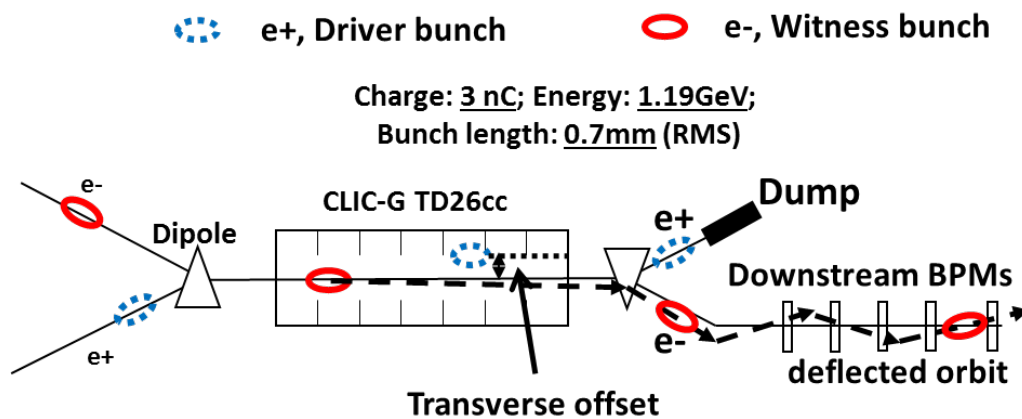 e+, Driver bunch
e-, Witness bunch
Charge: 3 nC; Energy: 1.19GeV;
Bunch length: 0.7mm (RMS)
e-
CLIC-G TD26cc
Dump
e+
Dipole
Downstream BPMs
e+
e-
deflected orbit
Transverse offset